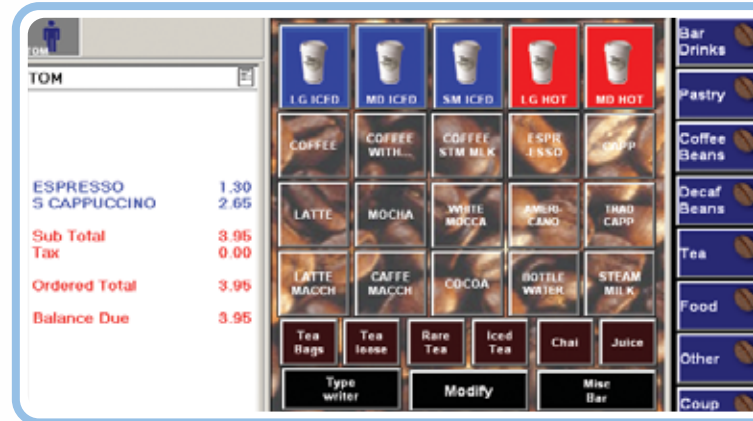 TOM
TOM
ESPRESSO 1.30
S CAPPUCCINO 2.65
Sub Total 3.95
Tax 0.00
Ordered Total 3.95
Balance Due 3.95
LG ICED
MD ICED
SM ICED
LG HOT
MD HOT
COFFEE
COFFEE
WITH...
COFFEE
STM MLK
ESPR
.ESSO
CAPP
LATTE
MOCHA
WHITE
MOCCA
AMERI-
CANO
TRAD
CAPP
LATTE
MACCH
CAFFE
MACCH
COCOA
BOTTLE
WATER
STEAM
MILK
Tea
Bags
Tea
loose
Rare
Tea
Iced
Tea
Chai
Juice
Type
writer
Modify
Misc
Bar
Bar
Drinks
Pastry
Coffee
Beans
Decaf
Beans
Tea
Food
Other
Coup